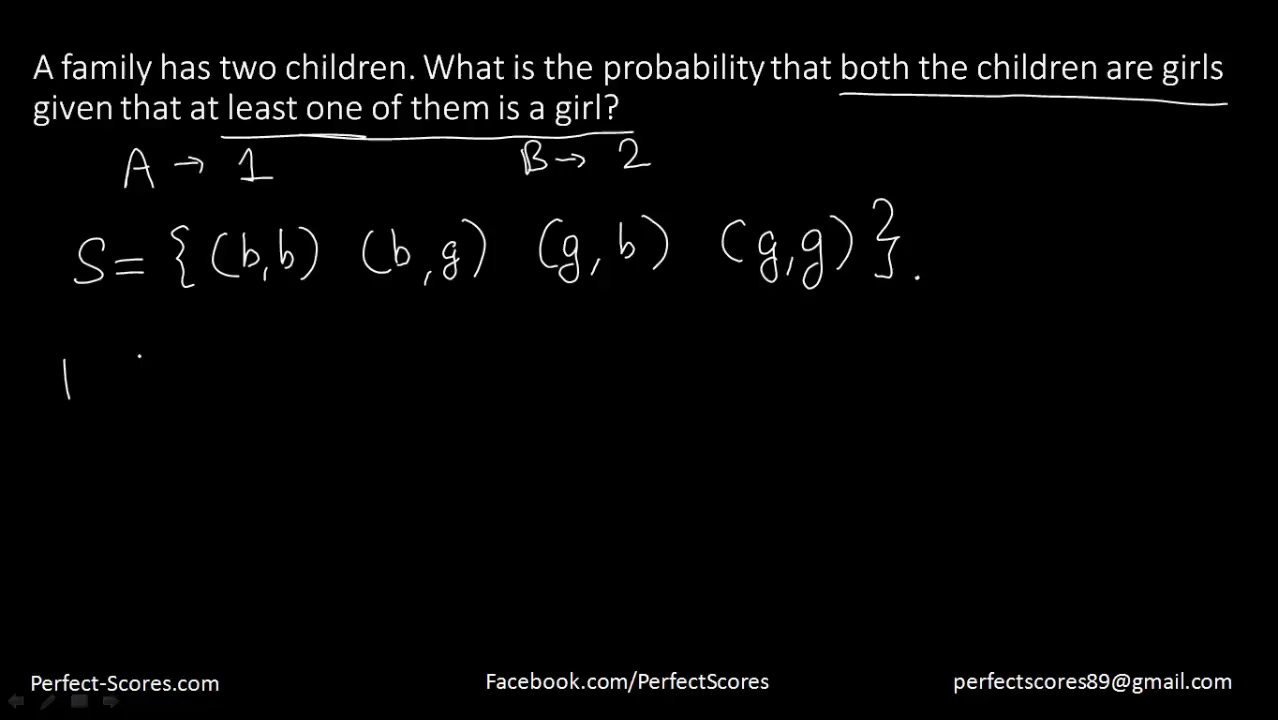 A family has two children. What is the probability that both the children are girls
given that at least one of them is a girl?
A → 1 B → 2
S = {(b,b) (b,g) (g,b) (g,g)}.
Perfect-Scores.com Facebook.com/PerfectScores perfectscores89@gmail.com